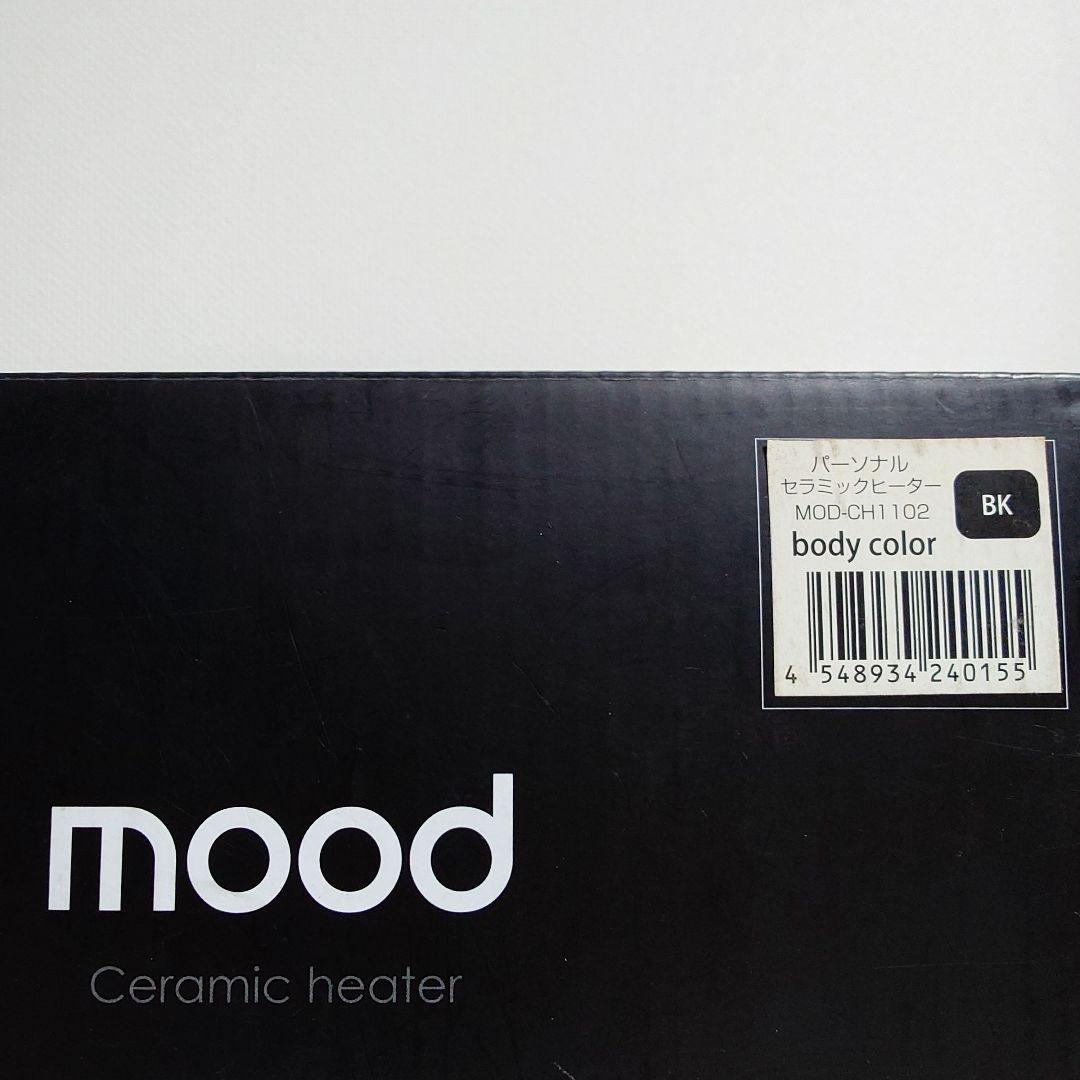 パーソナル
セラミックヒーター
MOD-CH1102
BK
body color
4 548934 240155
mood
Ceramic heater